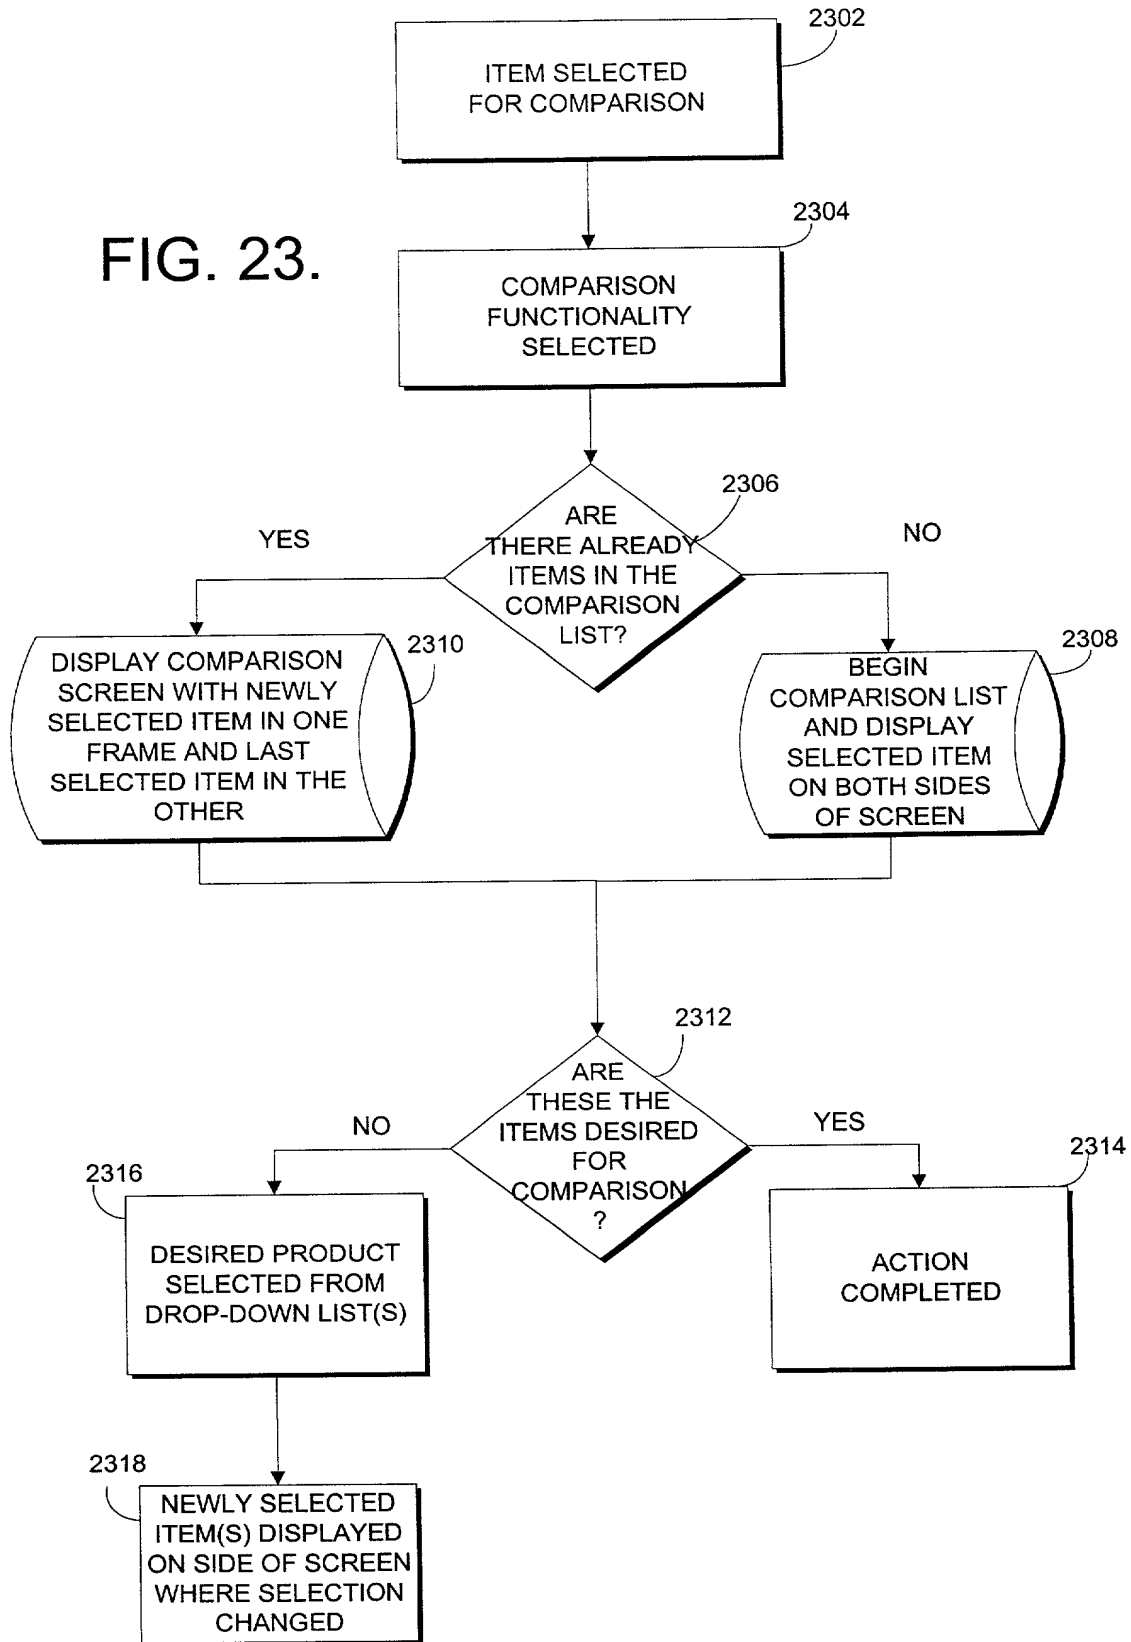 2302
ITEM SELECTED
FOR COMPARISON
2304
FIG. 23.
COMPARISON
FUNCTIONALITY
SELECTED
2306
ARE
THERE ALREADY
ITEMS IN THE
COMPARISON
LIST?
YES
NO
2310
DISPLAY COMPARISON
SCREEN WITH NEWLY
SELECTED ITEM IN ONE
FRAME AND LAST
SELECTED ITEM IN THE
OTHER
2308
BEGIN
COMPARISON LIST
AND DISPLAY
SELECTED ITEM
ON BOTH SIDES
OF SCREEN
2312
ARE
THESE THE
ITEMS DESIRED
FOR
COMPARISON
?
NO
YES
2316
DESIRED PRODUCT
SELECTED FROM
DROP-DOWN LIST(S)
2314
ACTION
COMPLETED
2318
NEWLY SELECTED
ITEM(S) DISPLAYED
ON SIDE OF SCREEN
WHERE SELECTION
CHANGED